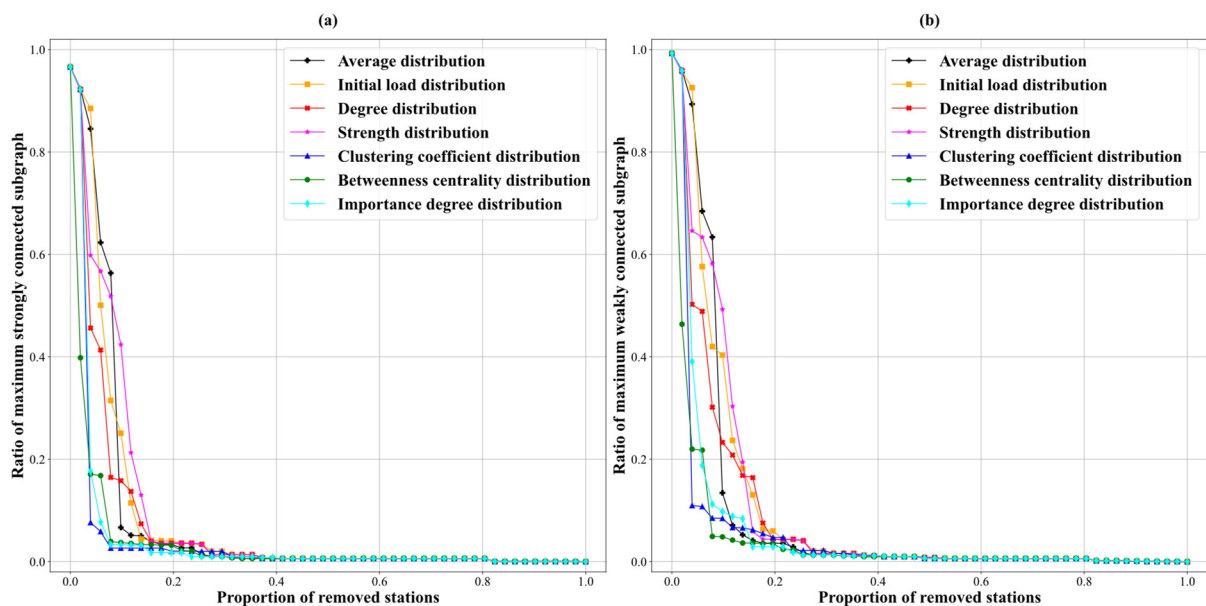 (a)
Ratio of maximum strongly connected subgraph
1.0
0.8
0.6
0.4
0.2
0.0
Average distribution
Initial load distribution
Degree distribution
Strength distribution
Clustering coefficient distribution
Betweenness centrality distribution
Importance degree distribution
0.0 0.2 0.4 0.6 0.8 1.0
Proportion of removed stations
(b)
Ratio of maximum weakly connected subgraph
1.0
0.8
0.6
0.4
0.2
0.0
Average distribution
Initial load distribution
Degree distribution
Strength distribution
Clustering coefficient distribution
Betweenness centrality distribution
Importance degree distribution
0.0 0.2 0.4 0.6 0.8 1.0
Proportion of removed stations